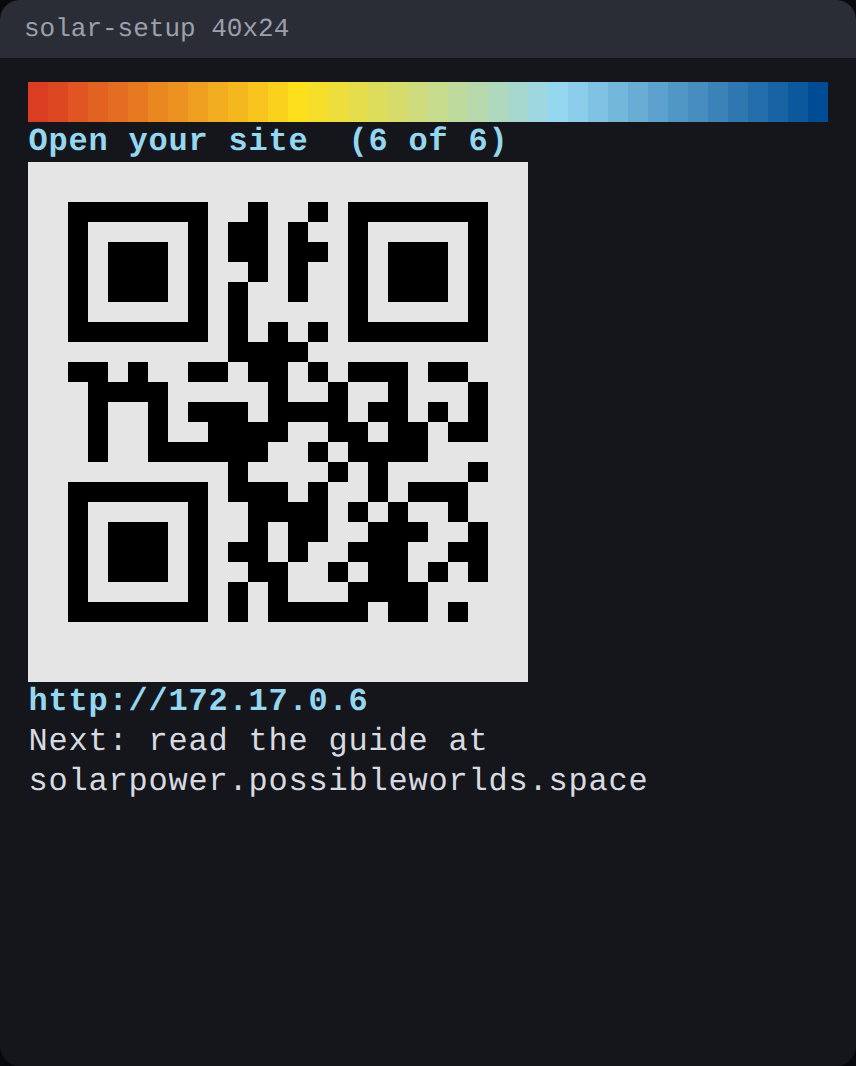 solar-setup 40x24
Open your site  (6 of 6)
http://172.17.0.6
Next: read the guide at
solarpower.possibleworlds.space